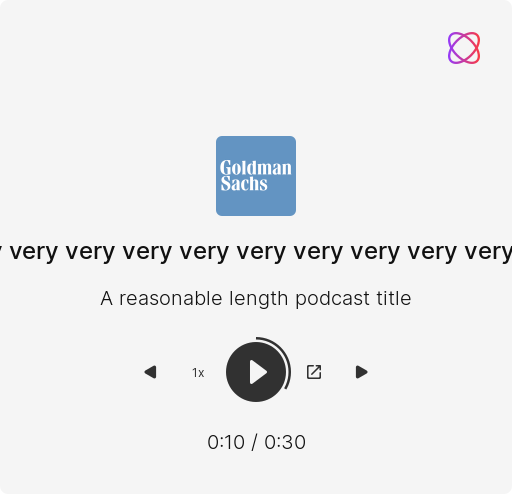 Goldman
Sachs
very very very very very very very very very
A reasonable length podcast title
1x
0:10 / 0:30